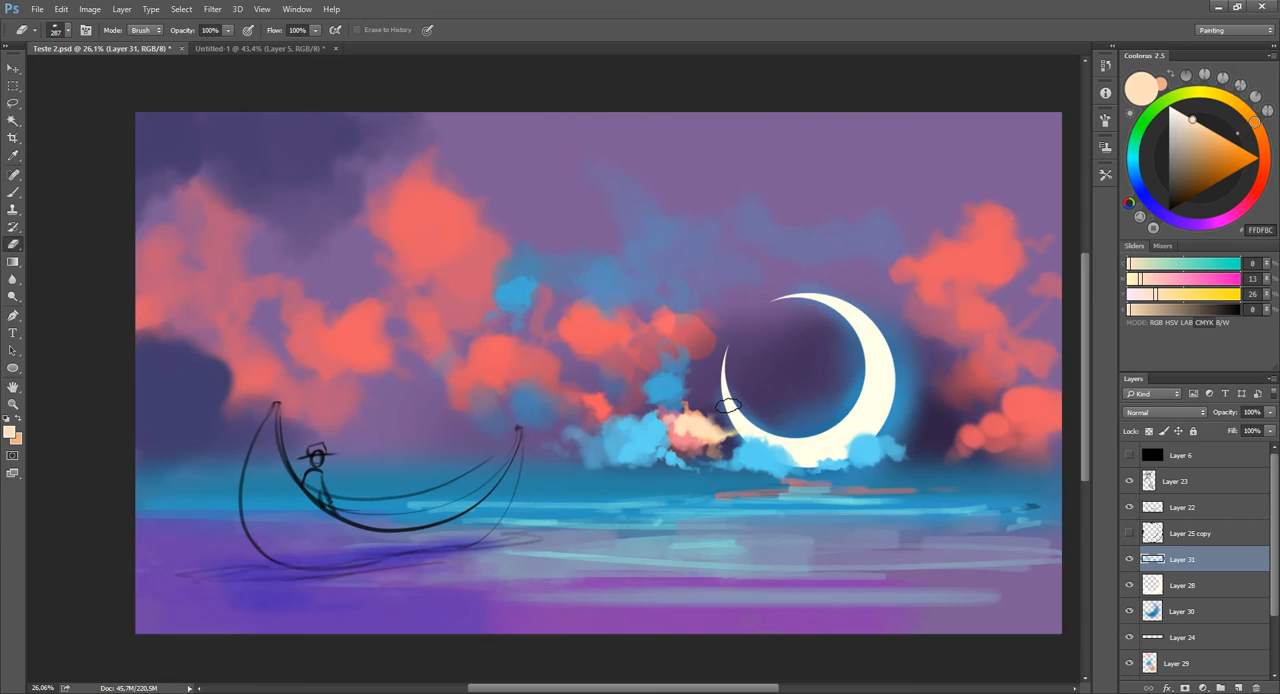 Ps File Edit Image Layer Type Select Filter 3D View Window Help
287 Mode: Brush Opacity: 100% Flow: 100% Erase to History Painting
Teste 2.psd @ 26,1% (Layer 31, RGB/8) * × Untitled-1 @ 43,4% (Layer 5, RGB/8) * ×
Coolorus 2.5
# FFDFBC
Sliders Mixers
0
13
26
0
MODE: RGB HSV LAB CMYK B/W
Layers
Kind
Normal Opacity: 100%
Lock: Fill: 100%
Layer 6
Layer 23
Layer 22
Layer 25 copy
Layer 31
Layer 28
Layer 30
Layer 24
Layer 29
26,06% Doc: 45,7M/220,5M
fx